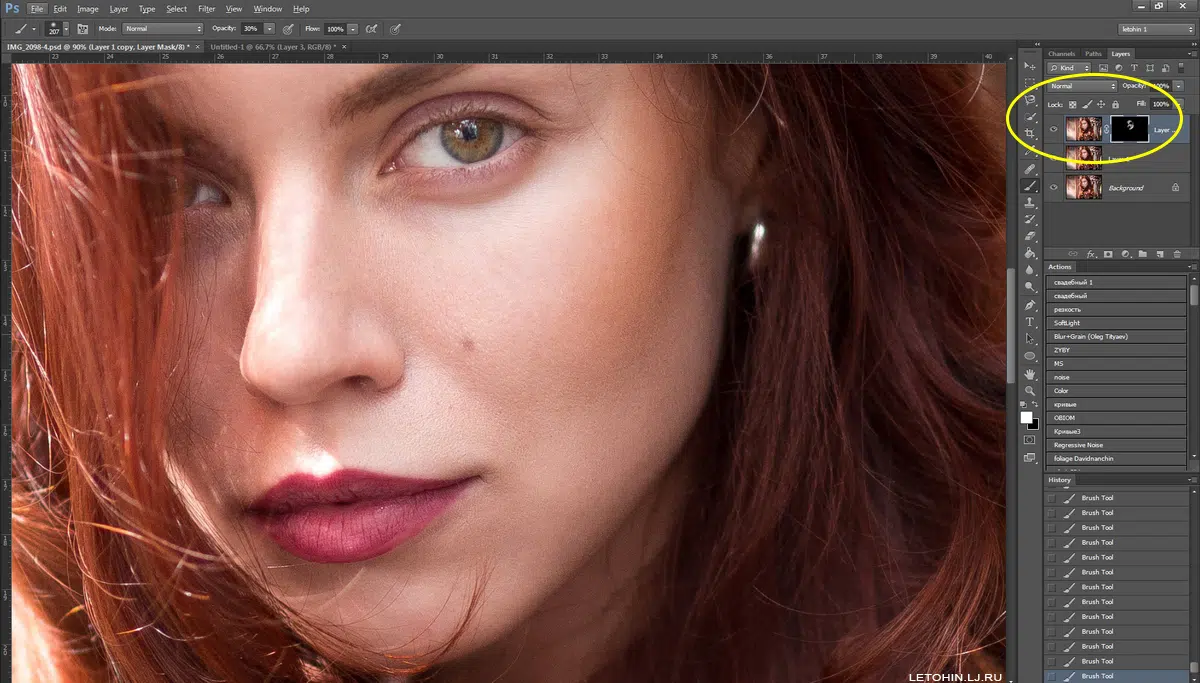 Ps File Edit Image Layer Type Select Filter View Window Help
207 Mode: Normal Opacity: 30% Flow: 100% letohin 1
IMG_2098-4.psd @ 90% (Layer 1 copy, Layer Mask/8) * × Untitled-1 @ 66,7% (Layer 3, RGB/8) * ×
23 24 25 26 27 28 29 30 31 32 33 34 35 36 37 38 39 40
Channels Paths Layers
Kind
Normal Opacity: 100%
Lock: Fill: 100%
Layer ...
Background
Actions
свадебный 1
свадебный
резкость
SoftLight
Blur+Grain (Oleg Tityaev)
ZYBY
MS
noise
Color
кривые
OBIOM
Кривые3
Regressive Noise
foliage Davidnanchin
History
Brush Tool
Brush Tool
Brush Tool
Brush Tool
Brush Tool
Brush Tool
Brush Tool
Brush Tool
Brush Tool
Brush Tool
Brush Tool
Brush Tool
Brush Tool
LETOHIN.LJ.RU